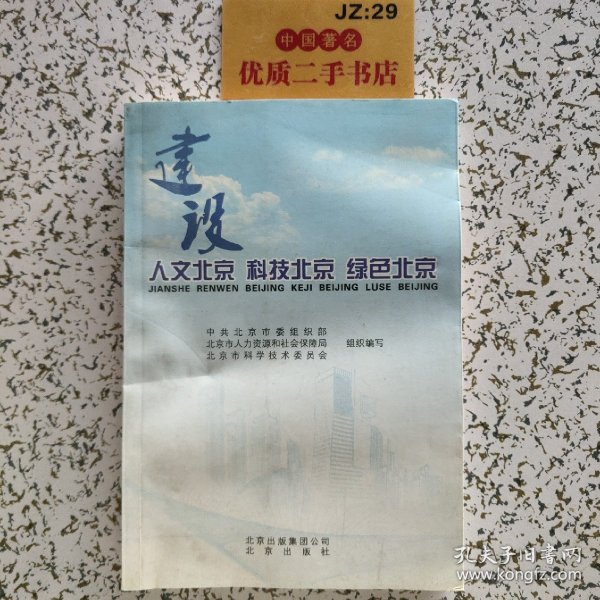 JZ:29
中国著名
优质二手书店
建设
人文北京 科技北京 绿色北京
JIANSHE RENWEN BEIJING KEJI BEIJING LUSE BEIJING
中共北京市委组织部
北京市人力资源和社会保障局 组织编写
北京市科学技术委员会
北京出版集团公司
北京出版社
孔夫子旧书网
www.kongfz.com